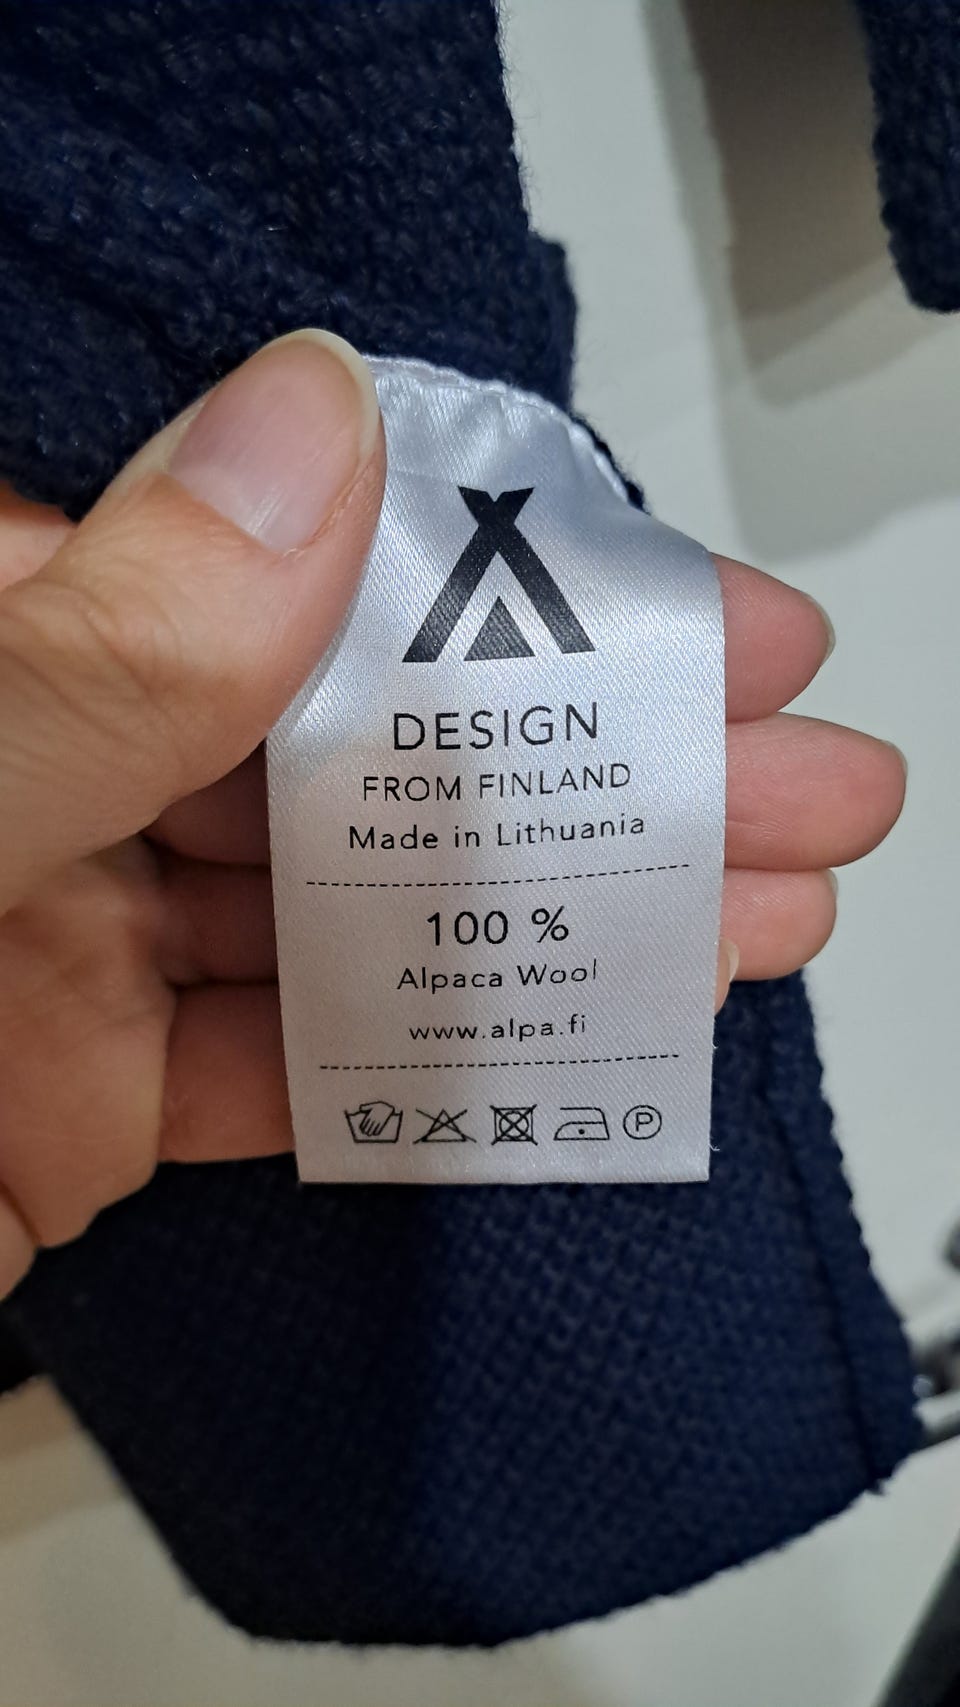 DESIGN
FROM FINLAND
Made in Lithuania
100 %
Alpaca Wool
www.alpa.fi
P